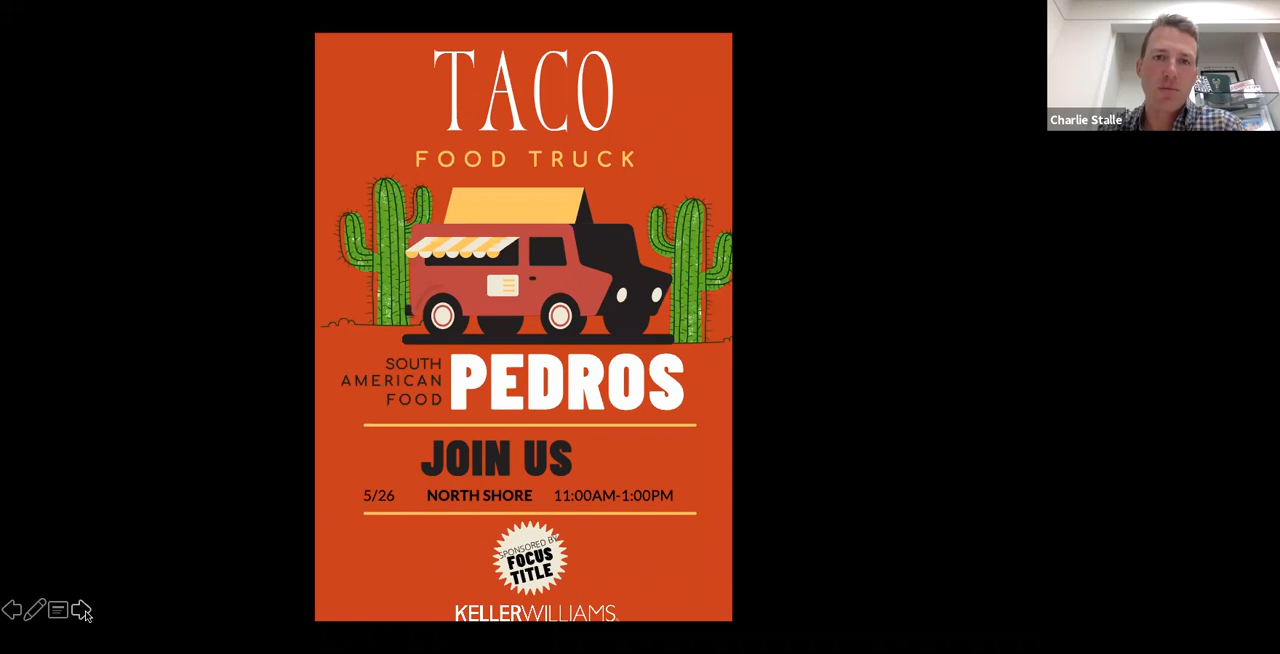 TACO
FOOD TRUCK
SOUTH
AMERICAN
FOOD
PEDROS
JOIN US
5/26 NORTH SHORE 11:00AM-1:00PM
SPONSORED BY
FOCUS
TITLE
KELLERWILLIAMS.
Charlie Stalle